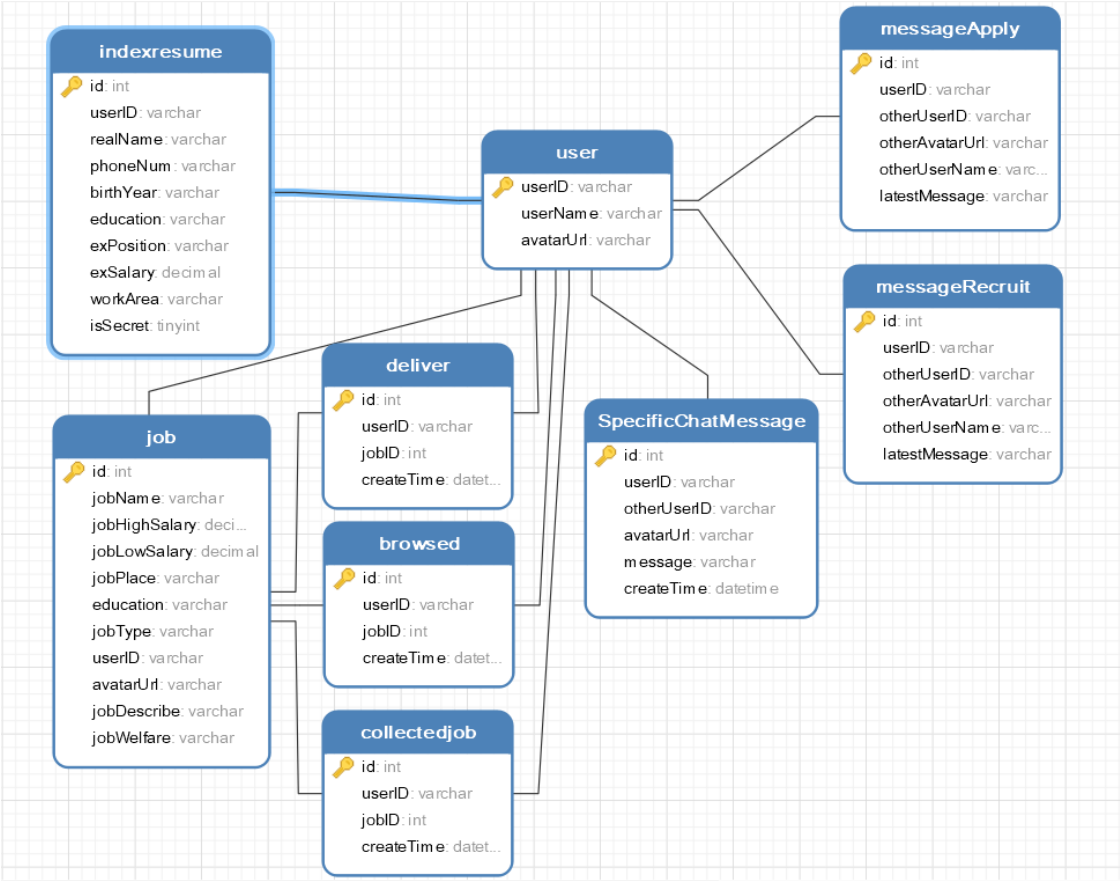 indexresume
id: int
userID: varchar
realName: varchar
phoneNum: varchar
birthYear: varchar
education: varchar
exPosition: varchar
exSalary: decimal
workArea: varchar
isSecret: tinyint
user
userID: varchar
userName: varchar
avatarUrl: varchar
messageApply
id: int
userID: varchar
otherUserID: varchar
otherAvatarUrl: varchar
otherUserName: varc...
latestMessage: varchar
messageRecruit
id: int
userID: varchar
otherUserID: varchar
otherAvatarUrl: varchar
otherUserName: varc...
latestMessage: varchar
deliver
id: int
userID: varchar
jobID: int
createTime: datet...
SpecificChatMessage
id: int
userID: varchar
otherUserID: varchar
avatarUrl: varchar
message: varchar
createTime: datetime
job
id: int
jobName: varchar
jobHighSalary: deci...
jobLowSalary: decimal
jobPlace: varchar
education: varchar
jobType: varchar
userID: varchar
avatarUrl: varchar
jobDescribe: varchar
jobWelfare: varchar
browsed
id: int
userID: varchar
jobID: int
createTime: datet...
collectedjob
id: int
userID: varchar
jobID: int
createTime: datet...